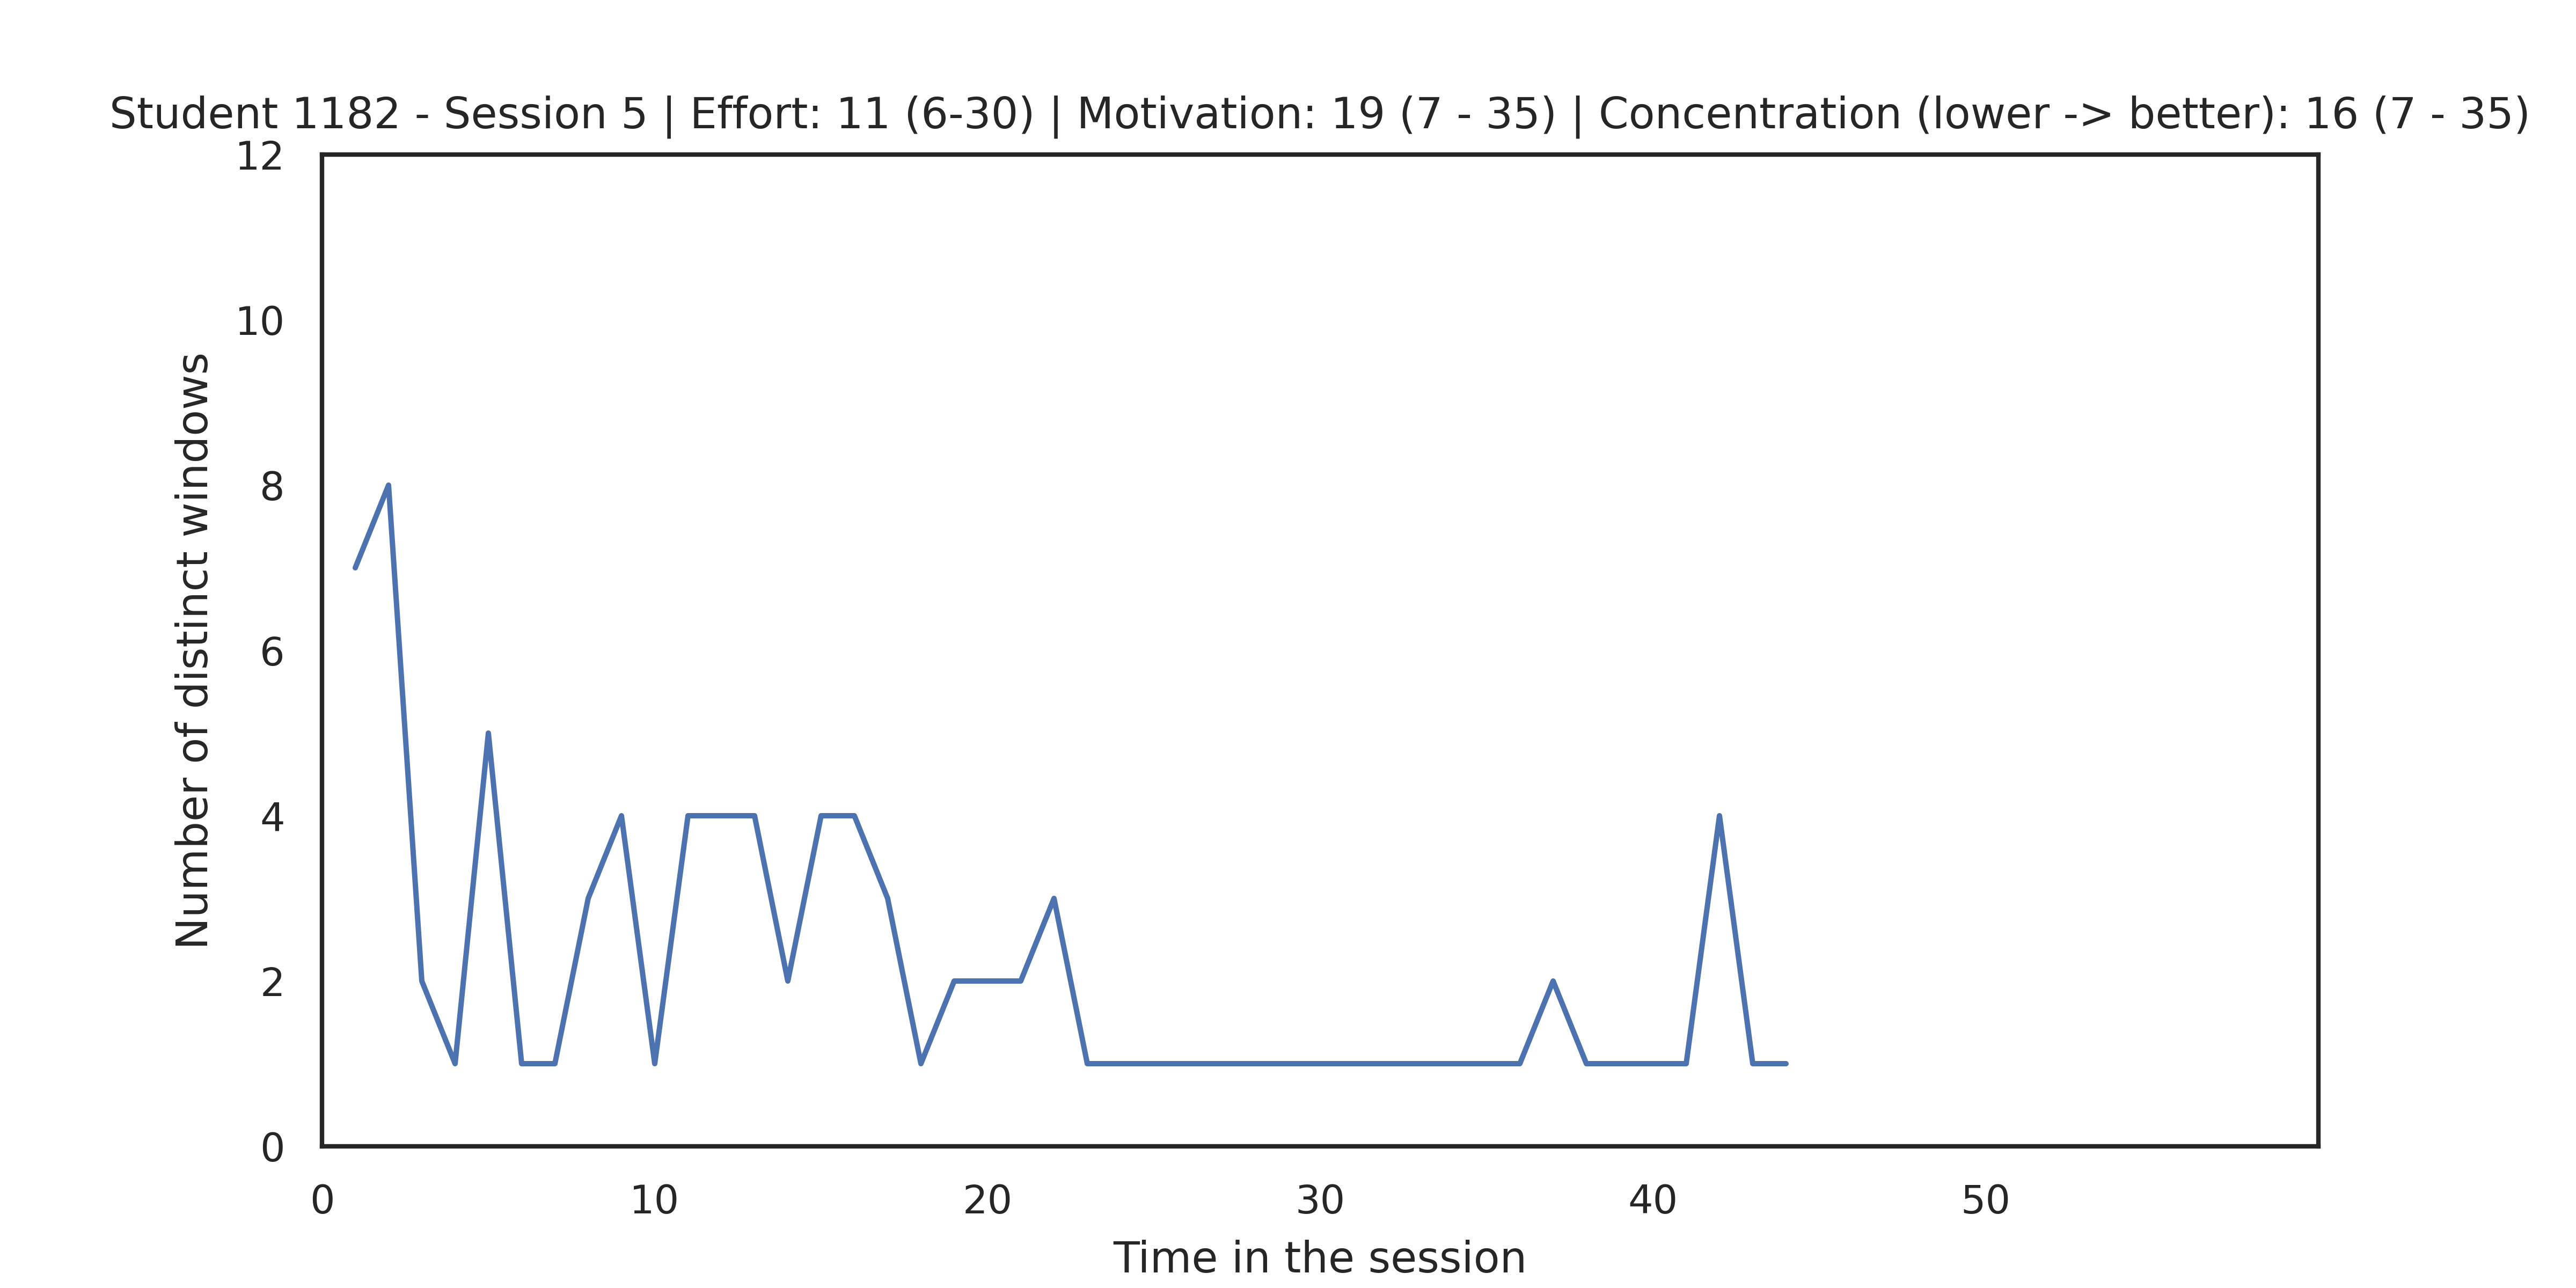 Student 1182 - Session 5 | Effort: 11 (6-30) | Motivation: 19 (7 - 35) | Concentration (lower -> better): 16 (7 - 35)
12
10
8
6
4
2
0
Number of distinct windows
0 10 20 30 40 50
Time in the session